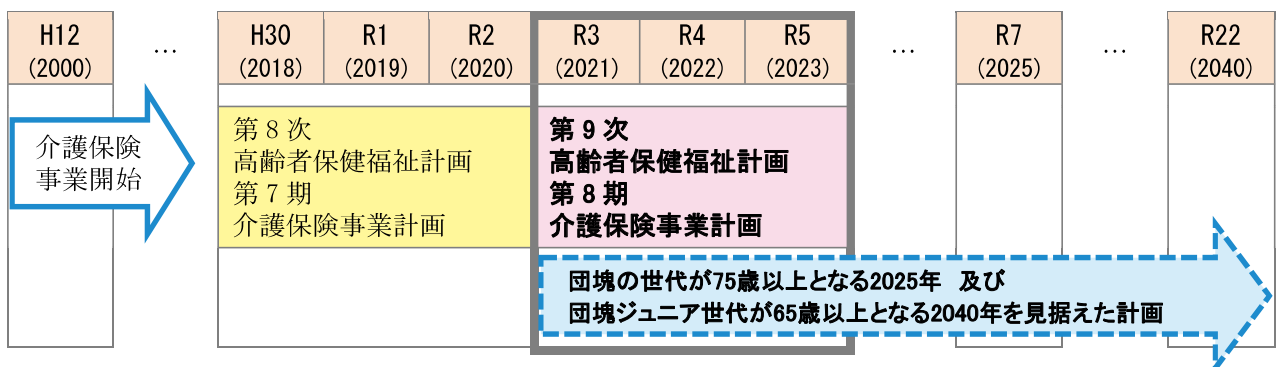 H12 … H30 R1 R2 R3 R4 R5 … R7 … R22
(2000) (2018) (2019) (2020) (2021) (2022) (2023) (2025) (2040)
介護保険
事業開始
第８次
高齢者保健福祉計画
第７期
介護保険事業計画
第９次
高齢者保健福祉計画
第８期
介護保険事業計画
団塊の世代が75歳以上となる2025年　及び
団塊ジュニア世代が65歳以上となる2040年を見据えた計画